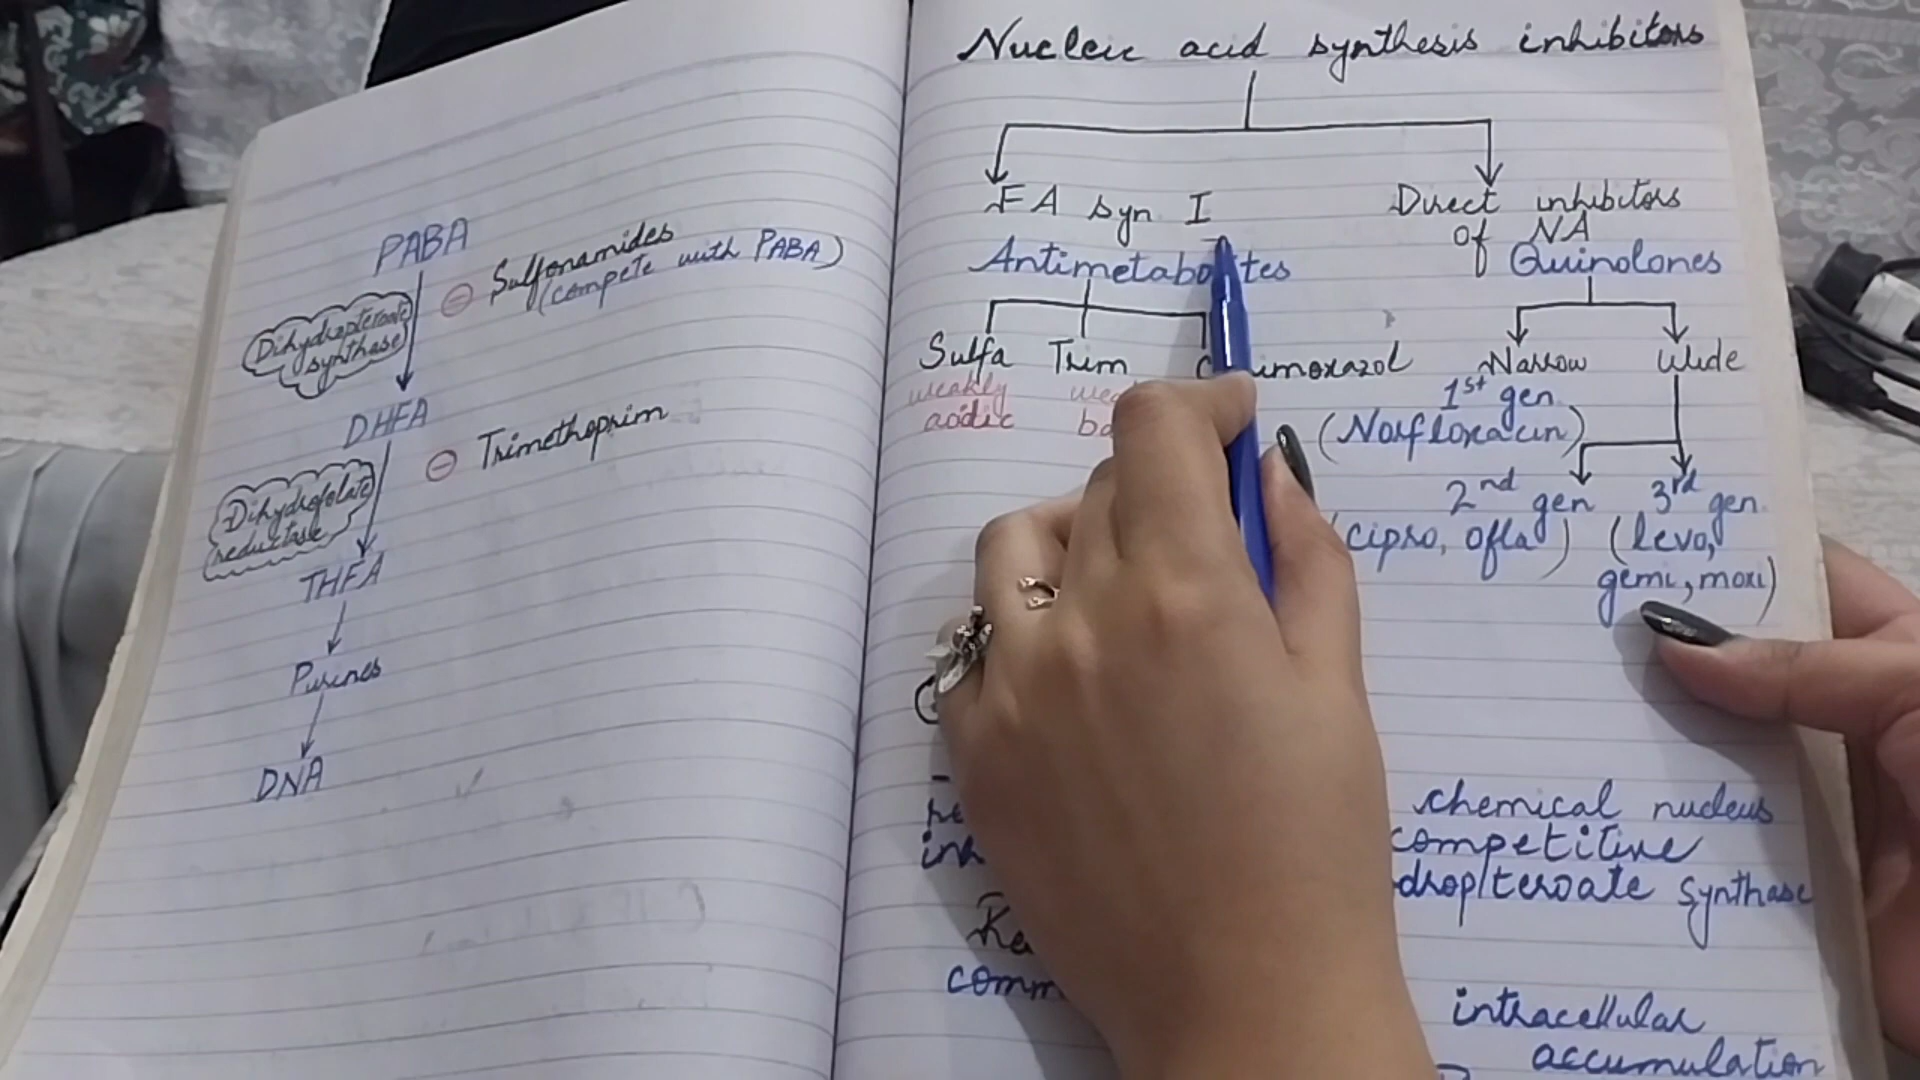 PABA
Sulfonamides
(compete with PABA)
Dihydropteroate
synthase
DHFA
Trimethoprim
Dihydrofolate
reductase
THFA
Purines
DNA
Nucleic acid synthesis inhibitors
FA syn I
Direct inhibitors
of NA
Antimetabolites
Quinolones
Sulfa Trim
Narrow Wide
weakly
acidic
1st gen
(Norfloxacin)
2nd gen
(cipro, ofla)
3rd gen
(levo,
gemi, moxi)
chemical nucleus
competitive
synthase
intracellular
accumulation